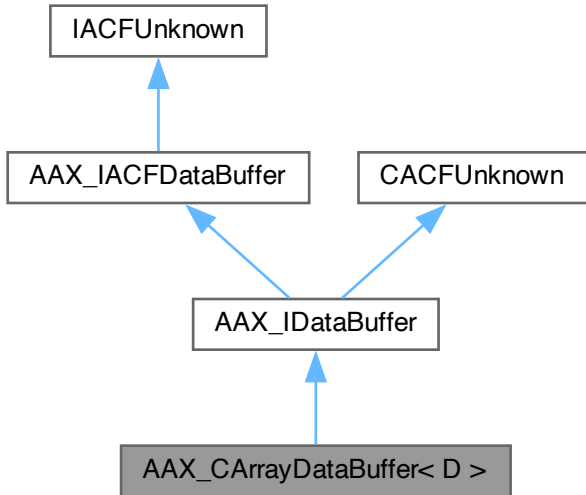 IACFUnknown
AAX_IACFDataBuffer
CACFUnknown
AAX_IDataBuffer
AAX_CArrayDataBuffer< D >